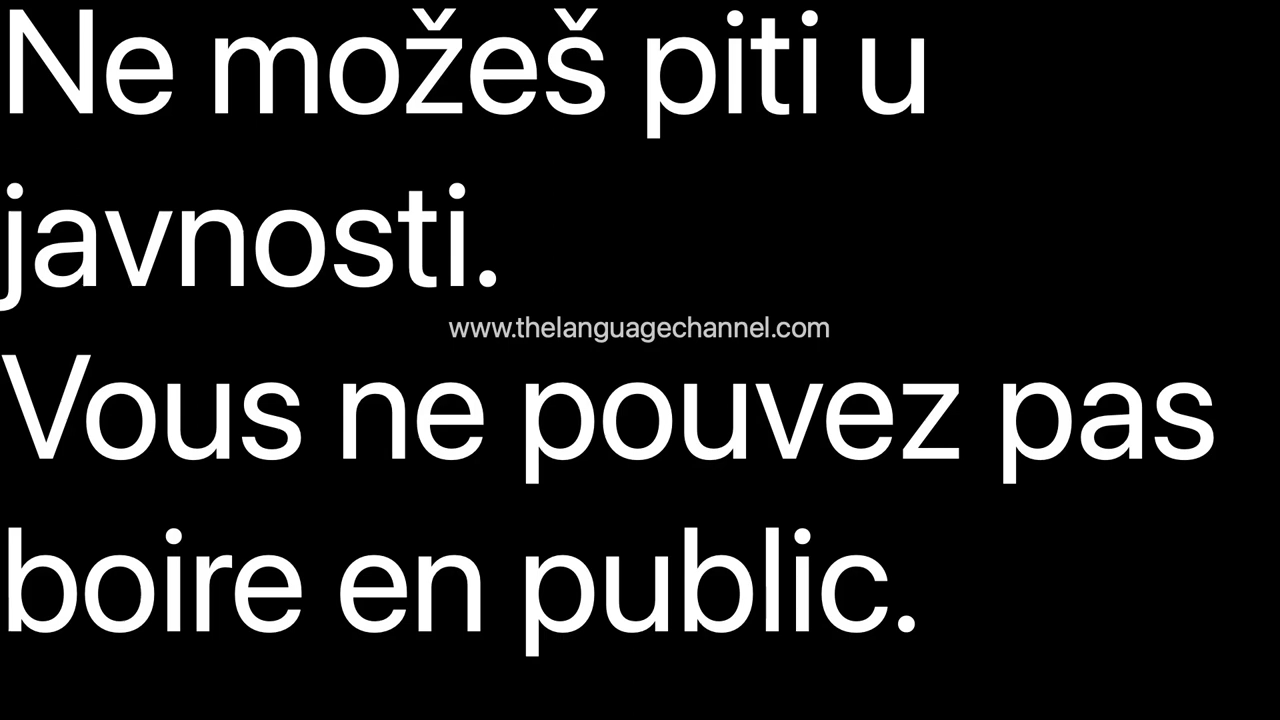 Ne možeš piti u
javnosti.
www.thelanguagechannel.com
Vous ne pouvez pas
boire en public.